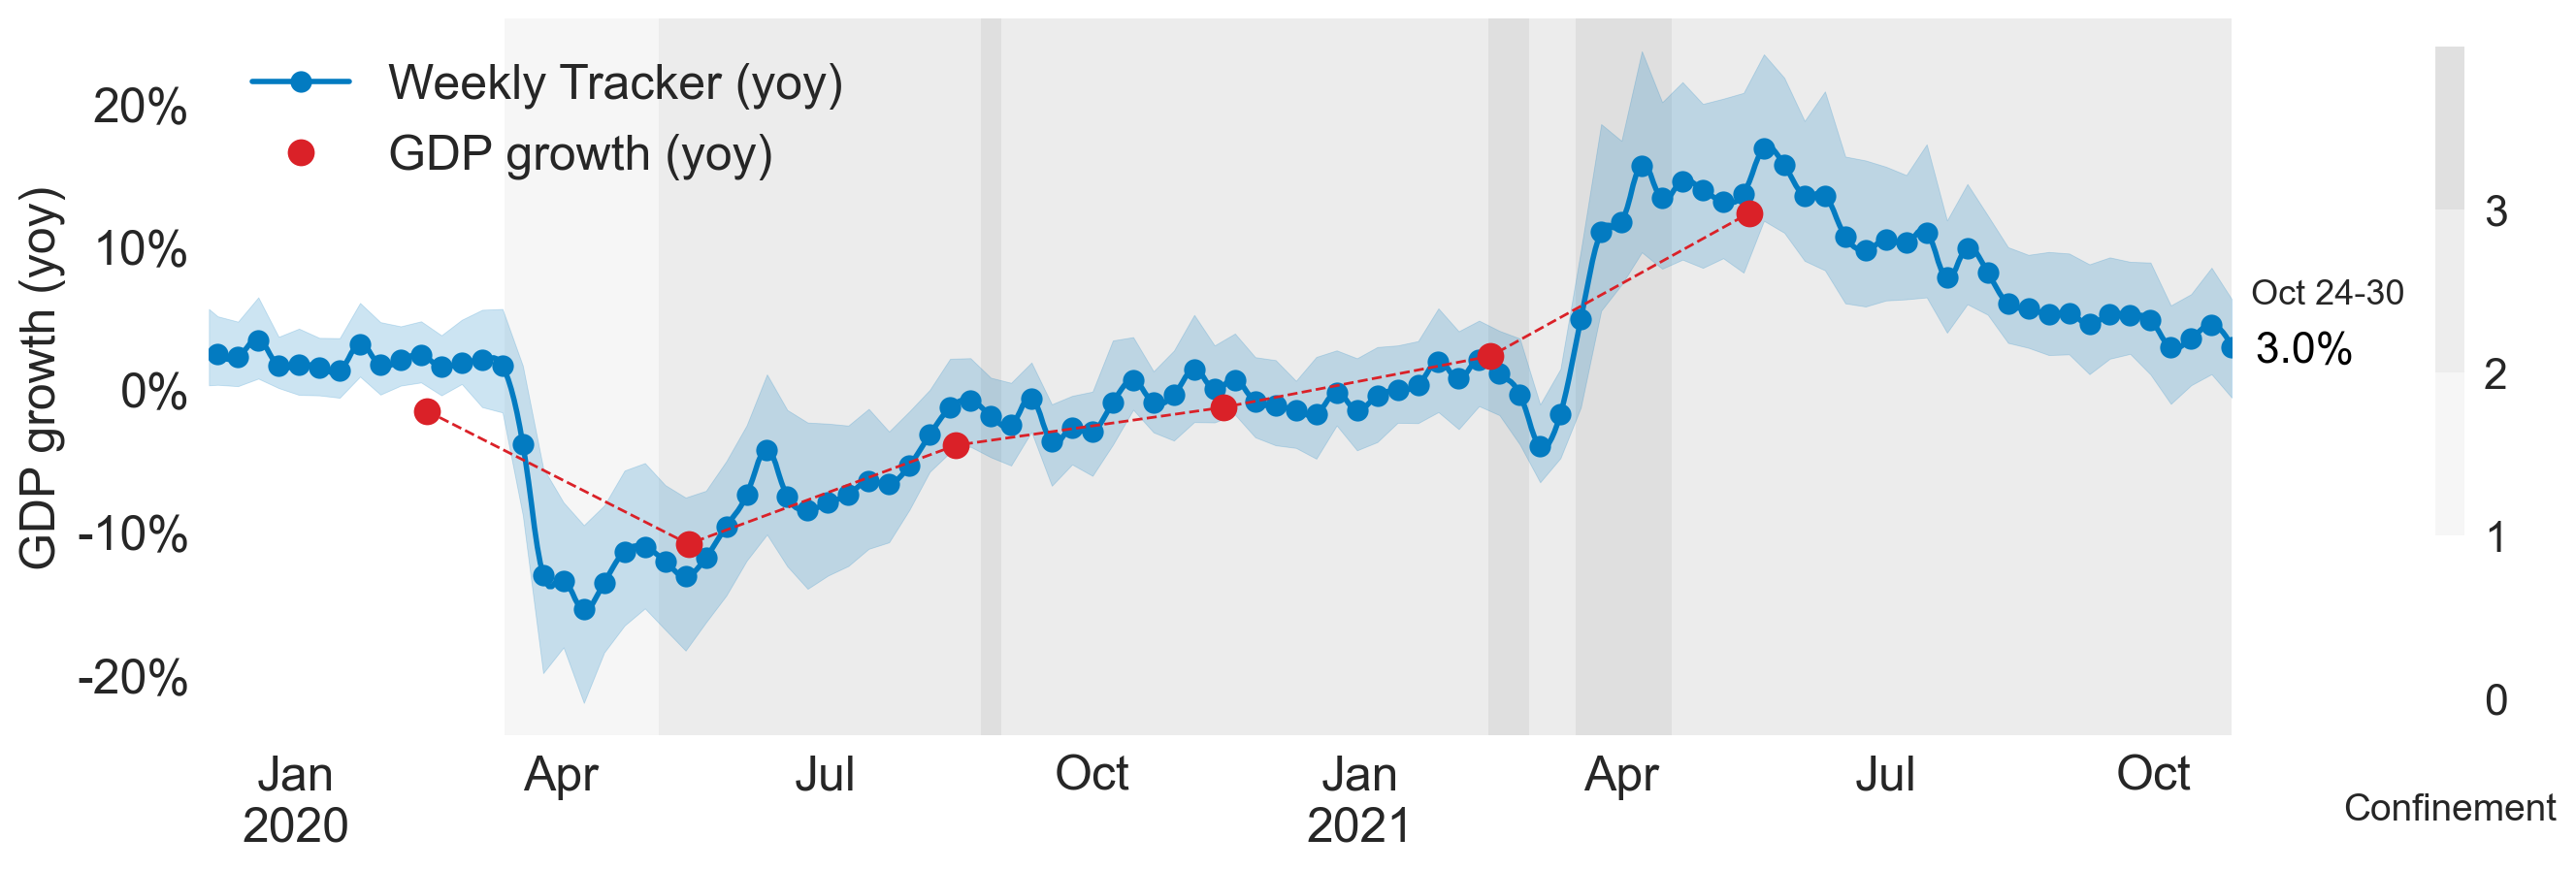 Weekly Tracker (yoy)
GDP growth (yoy)
GDP growth (yoy)
20%
10%
0%
-10%
-20%
Jan
2020
Apr
Jul
Oct
Jan
2021
Apr
Jul
Oct
Oct 24-30
3.0%
3
2
1
0
Confinement